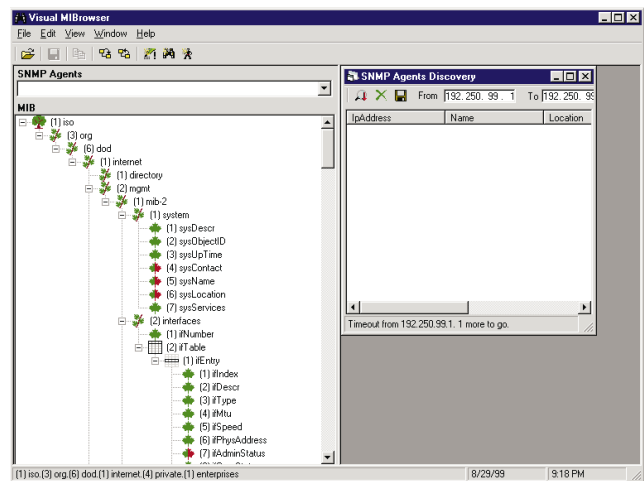 Visual MIBrowser
File Edit View Window Help
SNMP Agents
MIB
(1) iso
(3) org
(6) dod
(1) internet
(1) directory
(2) mgmt
(1) mib-2
(1) system
(1) sysDescr
(2) sysObjectID
(3) sysUpTime
(4) sysContact
(5) sysName
(6) sysLocation
(7) sysServices
(2) interfaces
(1) ifNumber
(2) ifTable
(1) ifEntry
(1) ifIndex
(2) ifDescr
(3) ifType
(4) ifMtu
(5) ifSpeed
(6) ifPhysAddress
(7) ifAdminStatus
SNMP Agents Discovery
From 192. 250. 99 . 1 To 192. 250. 99
IpAddress Name Location
Timeout from 192.250.99.1. 1 more to go.
(1) iso.(3) org.(6) dod.(1) internet.(4) private.(1) enterprises 8/29/99 9:18 PM